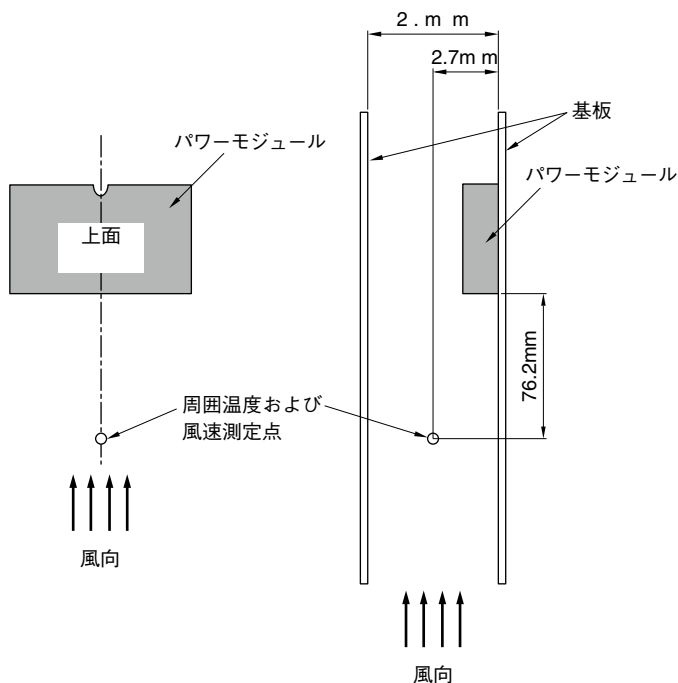 2 . m m
2.7m m
基板
パワーモジュール
パワーモジュール
上面
76.2mm
周囲温度および
風速測定点
風向
風向